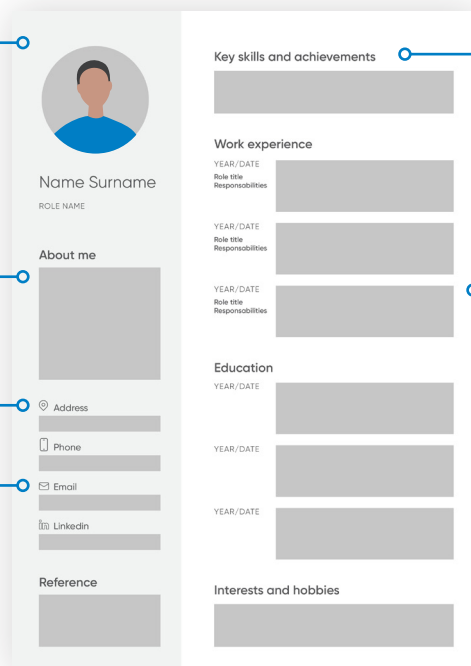 Name Surname
ROLE NAME
About me
Address
Phone
Email
Linkedin
Reference
Key skills and achievements
Work experience
YEAR/DATE
Role title
Responsabilities
YEAR/DATE
Role title
Responsabilities
YEAR/DATE
Role title
Responsabilities
Education
YEAR/DATE
YEAR/DATE
YEAR/DATE
Interests and hobbies